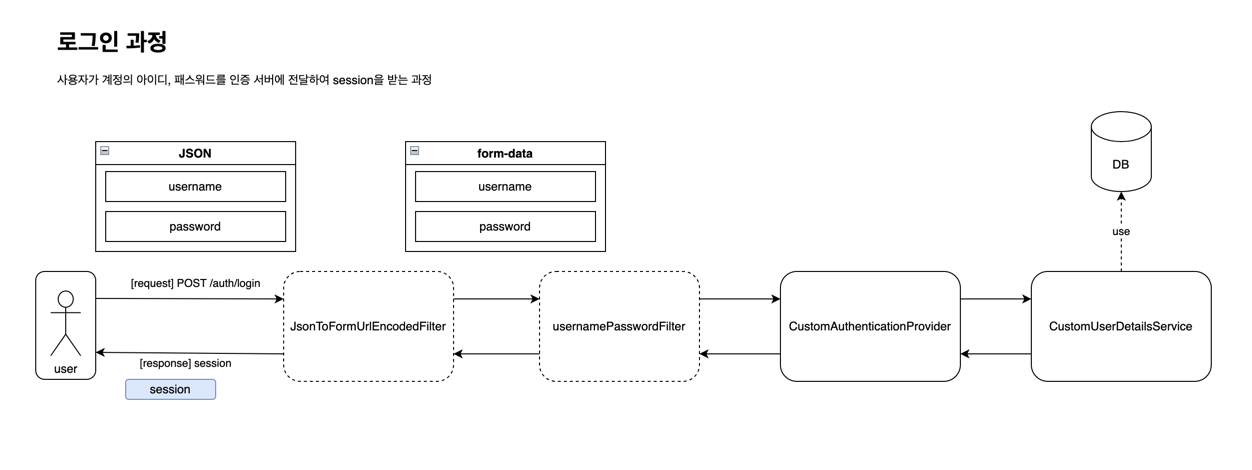 로그인 과정
사용자가 계정의 아이디, 패스워드를 인증 서버에 전달하여 session을 받는 과정
JSON
username
password
form-data
username
password
DB
use
user
[request] POST /auth/login
[response] session
session
JsonToFormUrlEncodedFilter
usernamePasswordFilter
CustomAuthenticationProvider
CustomUserDetailsService